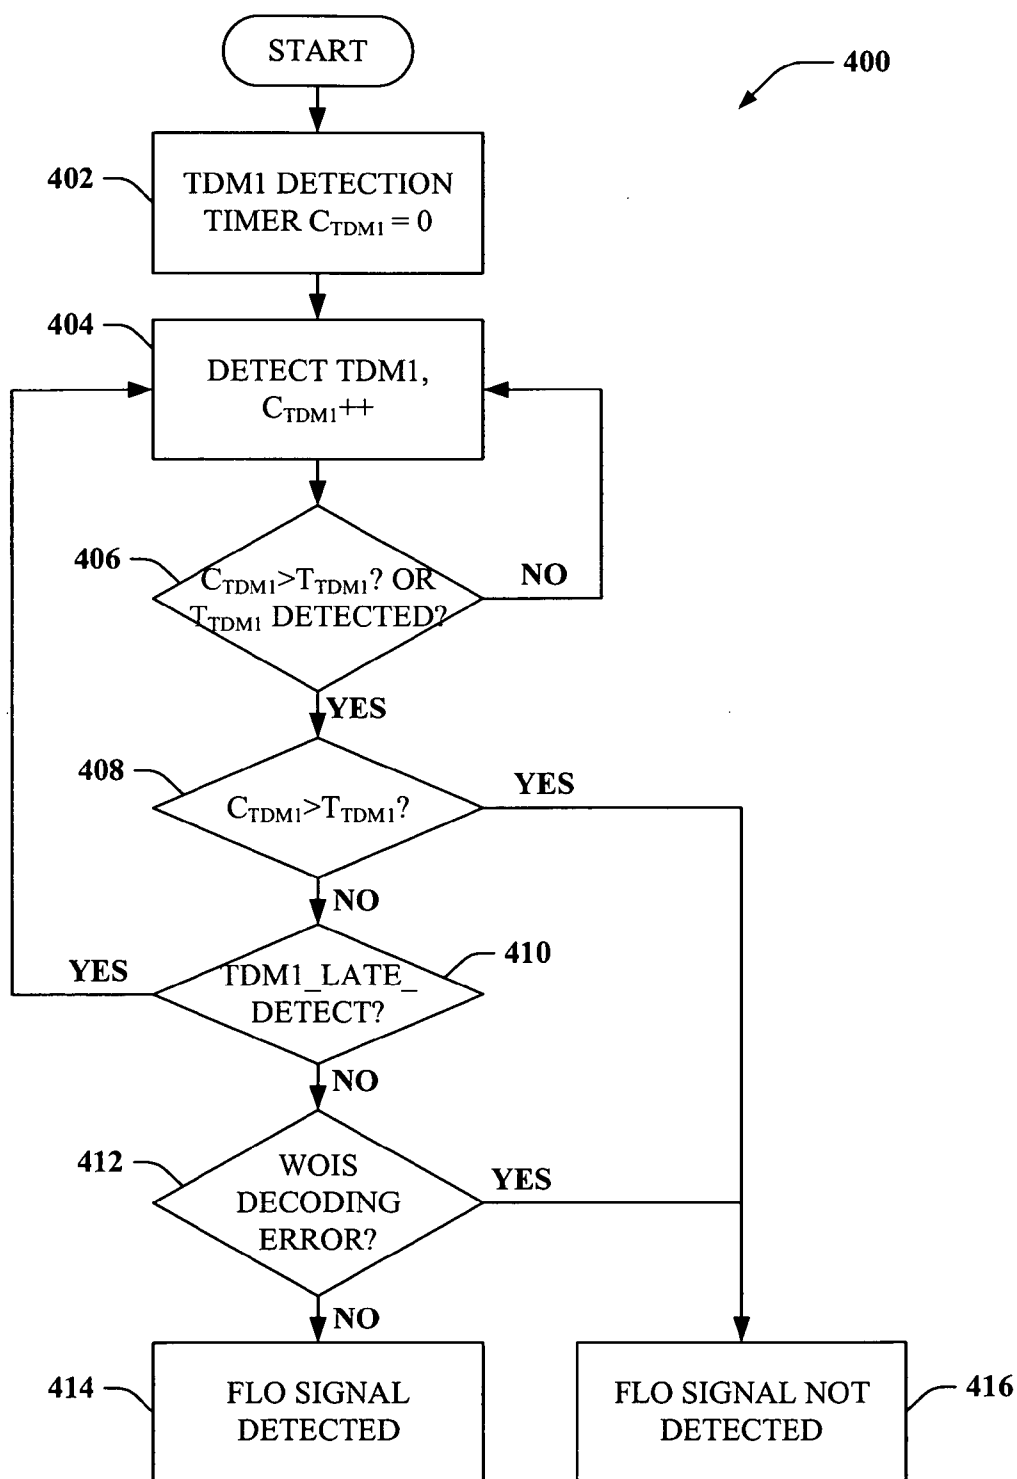 START
400
402
TDM1 DETECTION
TIMER C_TDM1 = 0
404
DETECT TDM1,
C_TDM1++
406
C_TDM1>T_TDM1? OR
T_TDM1 DETECTED?
NO
YES
408
C_TDM1>T_TDM1?
YES
NO
410
TDM1_LATE_
DETECT?
YES
NO
412
WOIS
DECODING
ERROR?
YES
NO
414
FLO SIGNAL
DETECTED
FLO SIGNAL NOT
DETECTED
416